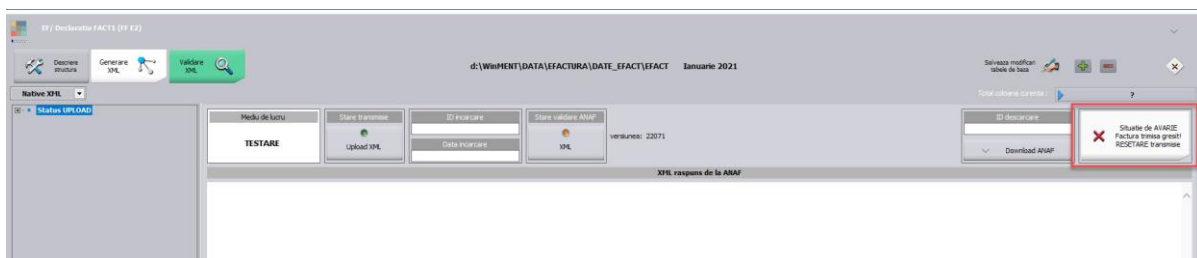 EF/ Declaratia FACT1 (FF E2)
Descriere structura
Generare XML
Validare XML
d:\WinMENT\DATA\EFACTURA\DATE_EFACT\EFACT Ianuarie 2021
Salveaza modificari tabele de baza
Native XML
Total coloane curente :
?
Status UPLOAD
Mediu de lucru
TESTARE
Stare transmisie
Upload XML
ID incarcare
Data incarcare
Stare validare ANAF
XML
versiunea: 22071
ID descarcare
Download ANAF
Situatie de AVARIE
Factura trimisa gresit!
RESETARE transmisie
XML raspuns de la ANAF